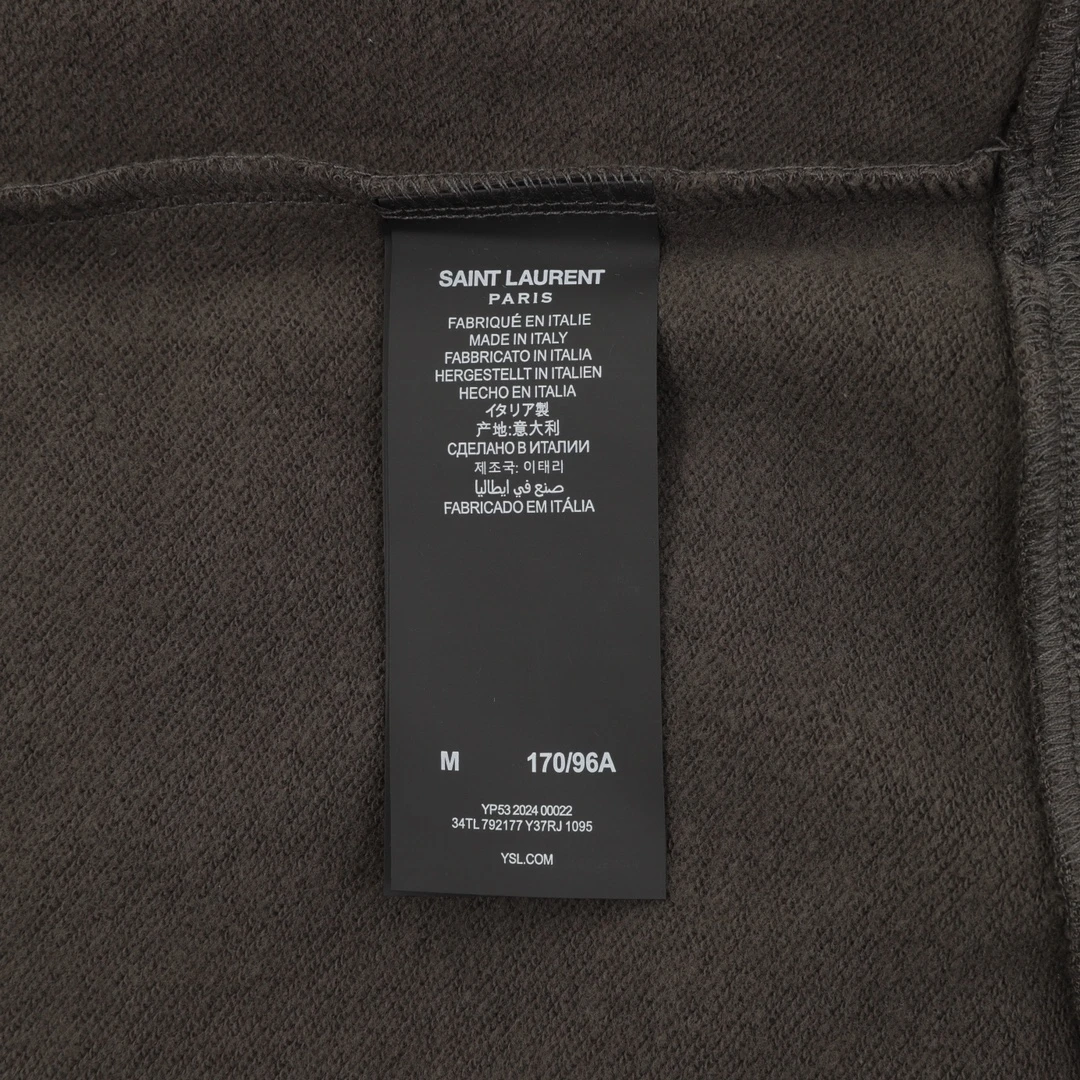 SAINT LAURENT
PARIS
FABRIQUÉ EN ITALIE
MADE IN ITALY
FABBRICATO IN ITALIA
HERGESTELLT IN ITALIEN
HECHO EN ITALIA
イタリア製
产地:意大利
СДЕЛАНО В ИТАЛИИ
제조국: 이태리
صنع في ايطاليا
FABRICADO EM ITÁLIA
M 170/96A
YP53 2024 00022
34TL 792177 Y37RJ 1095
YSL.COM